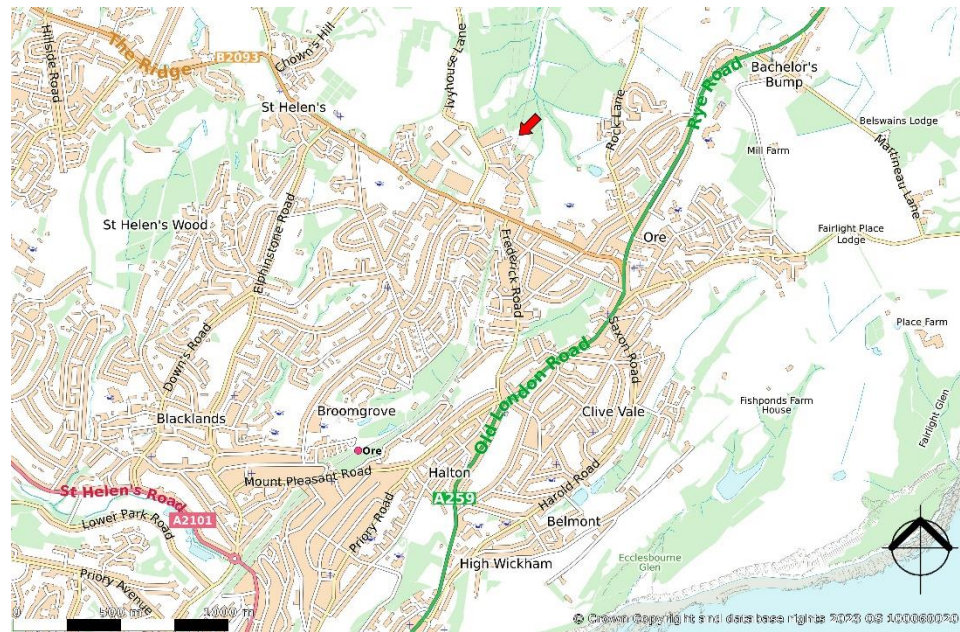 Hillside Road
The Ridge
B2093
Chown's Hill
Ivyhouse Lane
St Helen's
Rock Lane
Rye Road
Bachelor's
Bump
Belswains Lodge
Mill Farm
Martineau Lane
St Helen's Wood
Elphinstone Road
Frederick Road
Ore
Fairlight Place
Lodge
Down's Road
Saxon Road
Place Farm
Old London Road
Blacklands
Broomgrove
Clive Vale
Fishponds Farm
House
Fairlight Glen
Ore
Mount Pleasant Road
Halton
St Helen's Road
A2101
A259
Harold Road
Lower Park Road
Priory Road
Belmont
High Wickham
Ecclesbourne
Glen
Priory Avenue
0 500 m 1000 m
© Crown Copyright and database rights 2023 OS 100060020